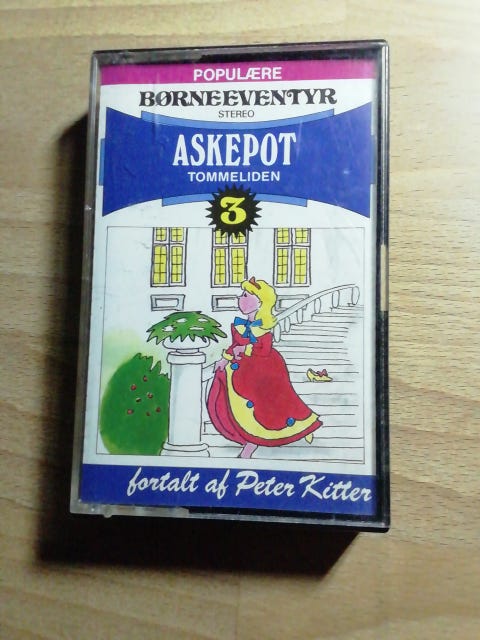 POPULÆRE
BØRNEEVENTYR
STEREO
ASKEPOT
TOMMELIDEN
3
fortalt af Peter Kitter